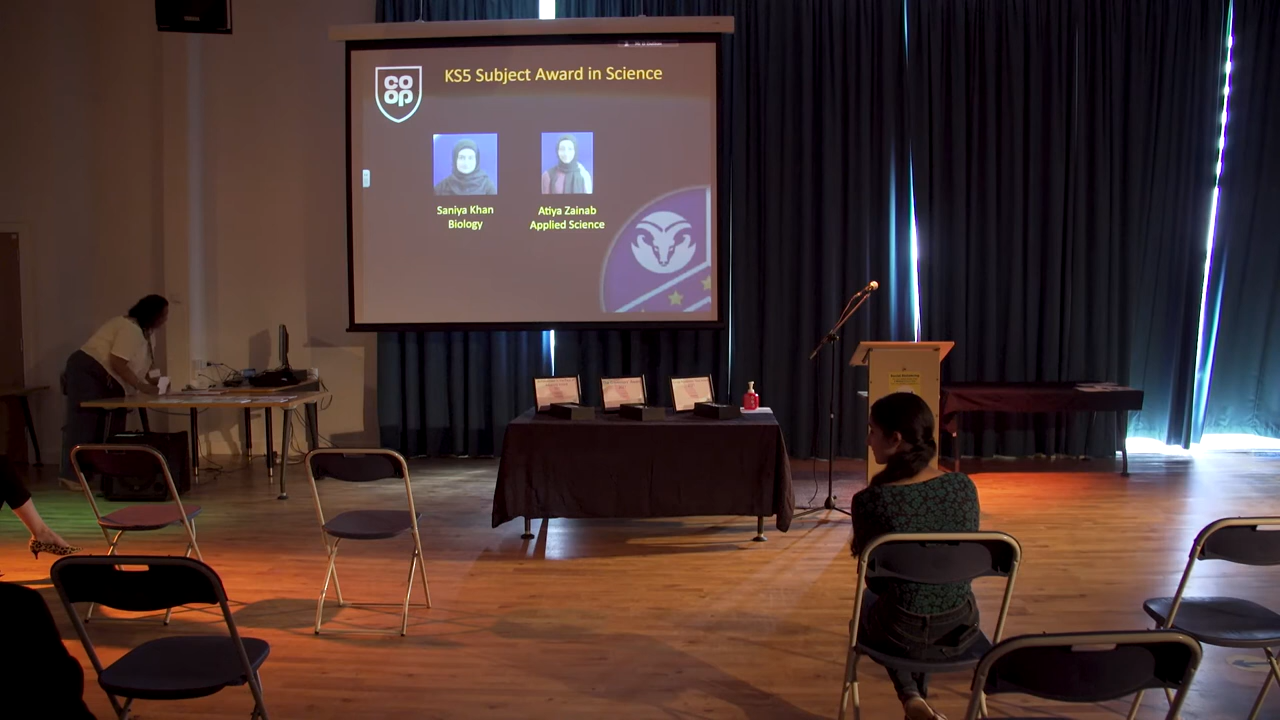 CO
OP
KS5 Subject Award in Science
Saniya Khan
Biology
Atiya Zainab
Applied Science